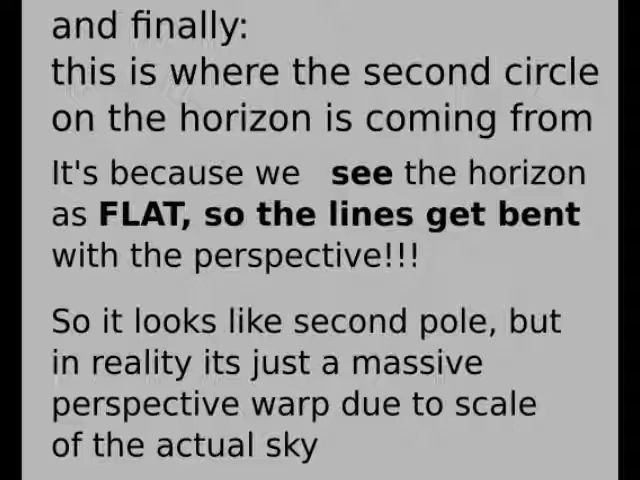 and finally:
this is where the second circle
on the horizon is coming from
It's because we see the horizon
as FLAT, so the lines get bent
with the perspective!!!
So it looks like second pole, but
in reality its just a massive
perspective warp due to scale
of the actual sky